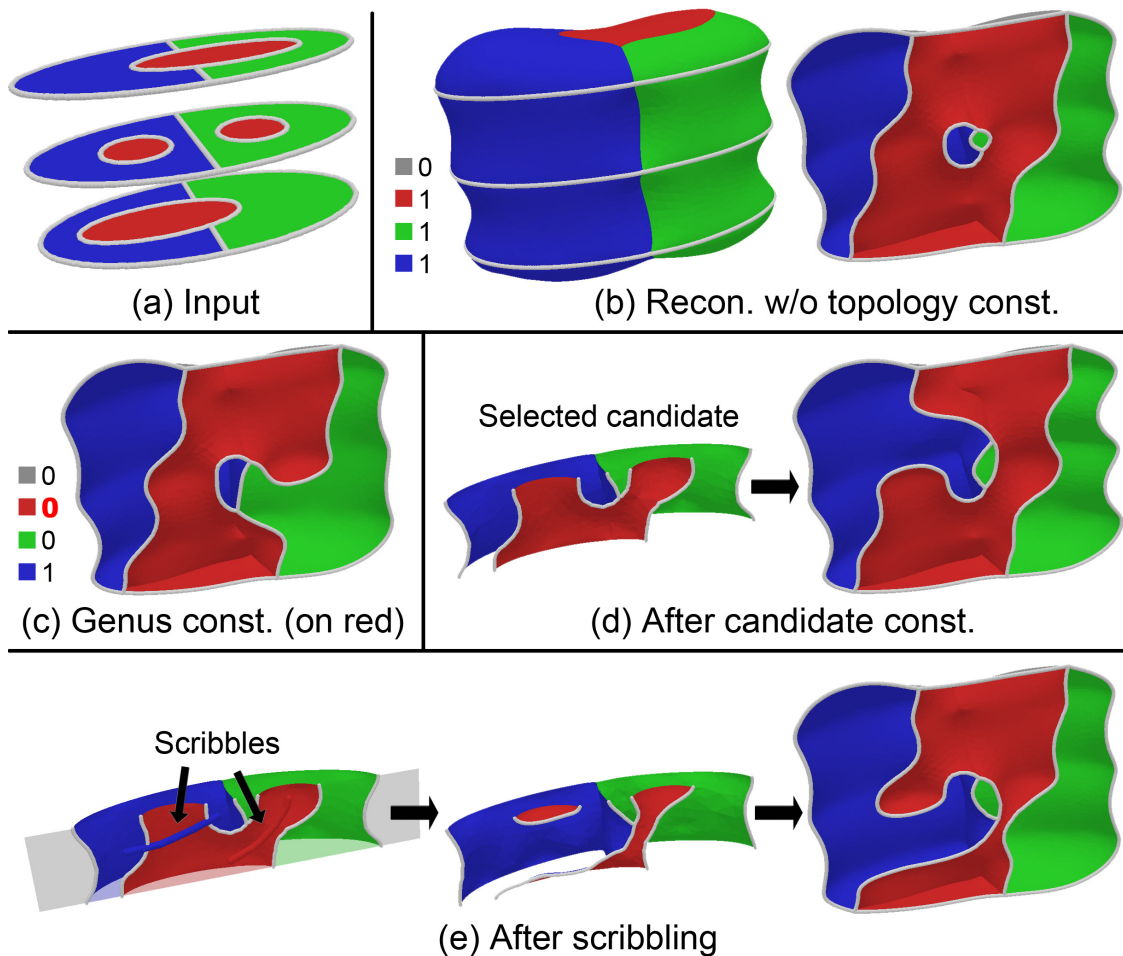 (a) Input
0
1
1
1
(b) Recon. w/o topology const.
0
0
0
1
(c) Genus const. (on red)
Selected candidate
(d) After candidate const.
Scribbles
(e) After scribbling